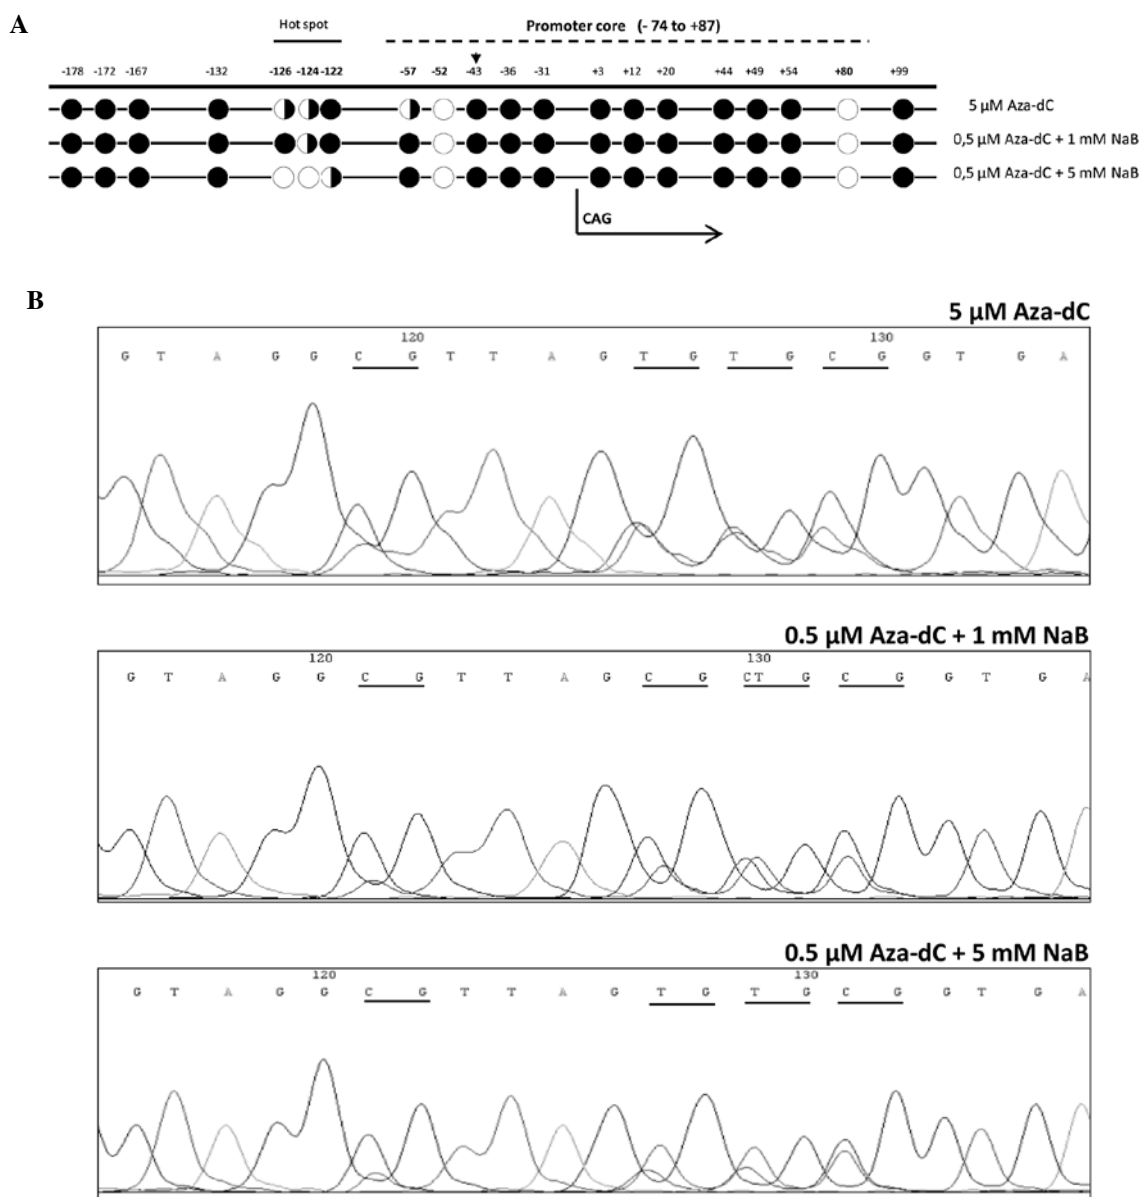 A
Hot spot
Promoter core (- 74 to +87)
-178 -172 -167 -132 -126 -124 -122 -57 -52 -43 -36 -31 +3 +12 +20 +44 +49 +54 +80 +99
5 µM Aza-dC
0,5 µM Aza-dC + 1 mM NaB
0,5 µM Aza-dC + 5 mM NaB
CAG
B
5 µM Aza-dC
120 130
G T A G G C G T T A G T G T G C G G T G A
0.5 µM Aza-dC + 1 mM NaB
120 130
G T A G G C G T T A G C G CT G C G G T G A
0.5 µM Aza-dC + 5 mM NaB
120 130
G T A G G C G T T A G T G T G C G G T G A